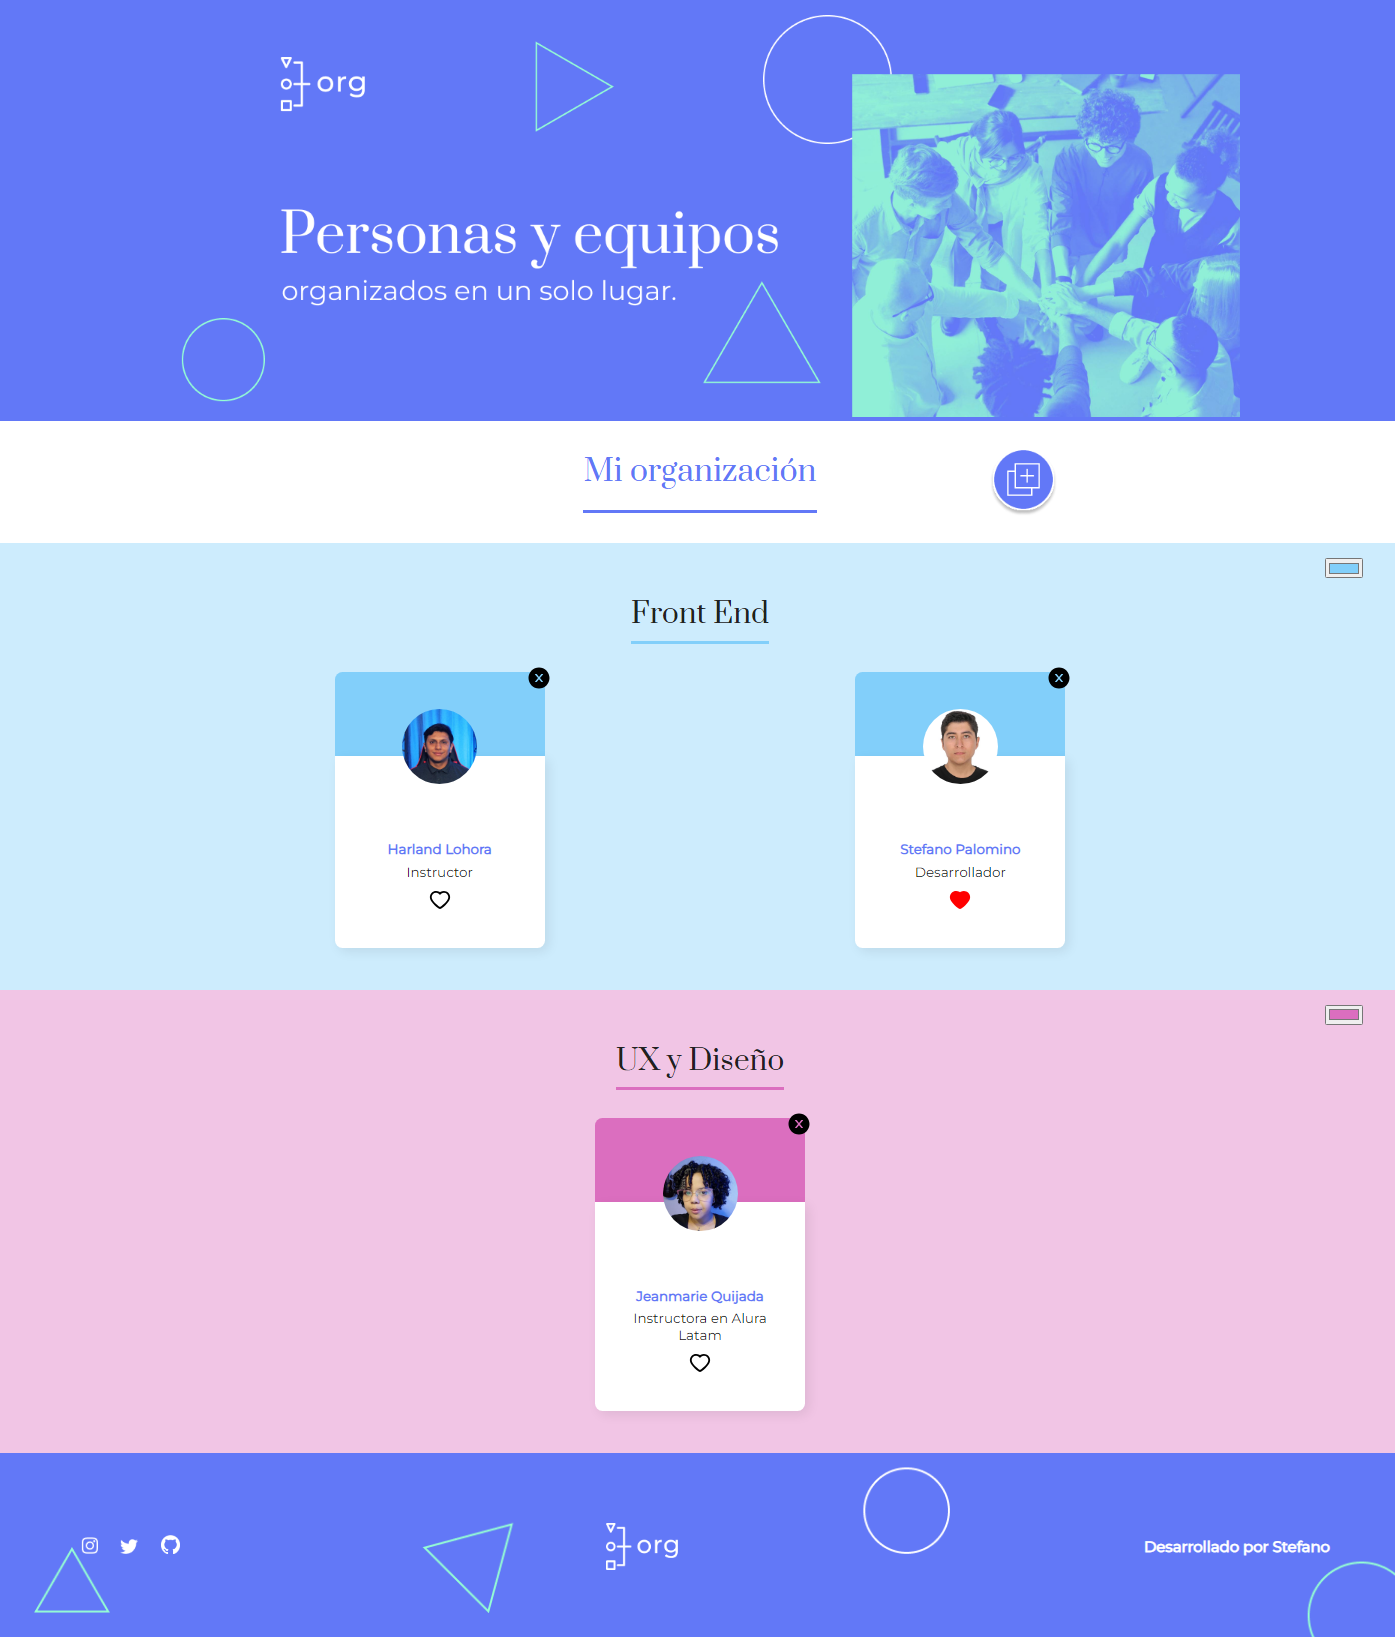 org
Personas y equipos
organizados en un solo lugar.
Mi organización
Front End
X
X
Harland Lohora
Instructor
Stefano Palomino
Desarrollador
UX y Diseño
X
Jeanmarie Quijada
Instructora en Alura
Latam
org
Desarrollado por Stefano